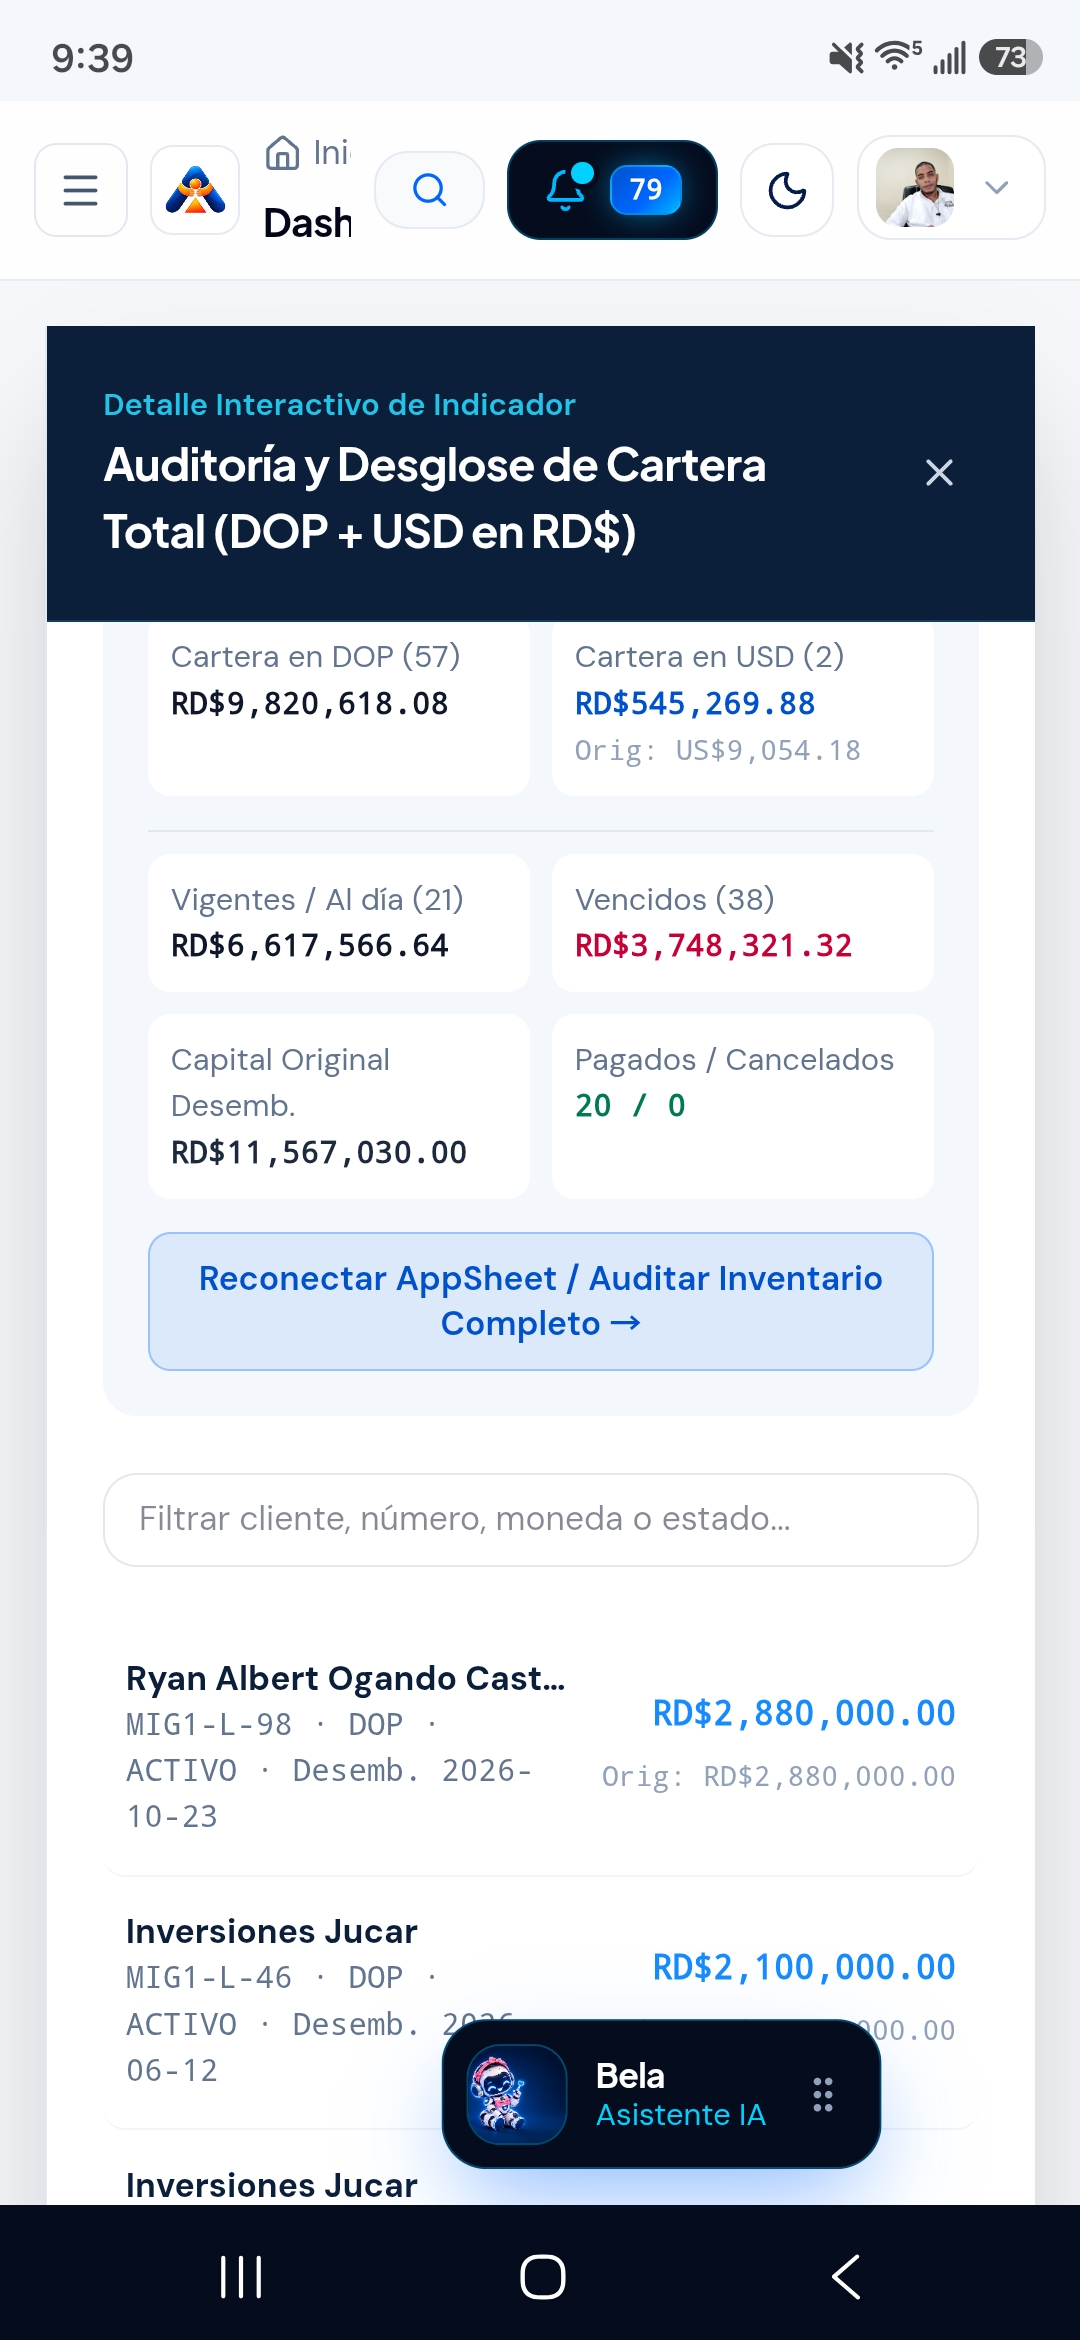 9:39
5
73
Ini
Dash
79
Detalle Interactivo de Indicador
Auditoría y Desglose de Cartera
Total (DOP + USD en RD$)
Cartera en DOP (57)
RD$9,820,618.08
Cartera en USD (2)
RD$545,269.88
Orig: US$9,054.18
Vigentes / Al día (21)
RD$6,617,566.64
Vencidos (38)
RD$3,748,321.32
Capital Original
Desemb.
RD$11,567,030.00
Pagados / Cancelados
20 / 0
Reconectar AppSheet / Auditar Inventario
Completo →
Filtrar cliente, número, moneda o estado...
Ryan Albert Ogando Cast...
MIG1-L-98 · DOP ·
ACTIVO · Desemb. 2026-
10-23
RD$2,880,000.00
Orig: RD$2,880,000.00
Inversiones Jucar
MIG1-L-46 · DOP ·
ACTIVO · Desemb. 2026-
06-12
RD$2,100,000.00
000.00
Bela
Asistente IA
Inversiones Jucar